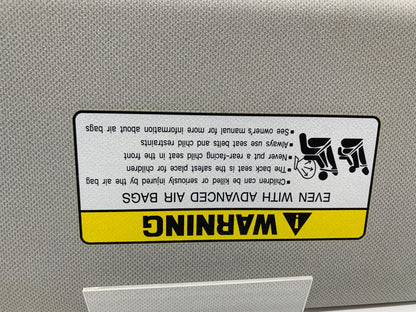 WARNING
EVEN WITH ADVANCED AIR BAGS
• Children can be killed or seriously injured by the air bag
• The back seat is the safest place for children
• Never put a rear-facing child seat in the front
• Always use seat belts and child restraints
• See owner's manual for more information about air bags